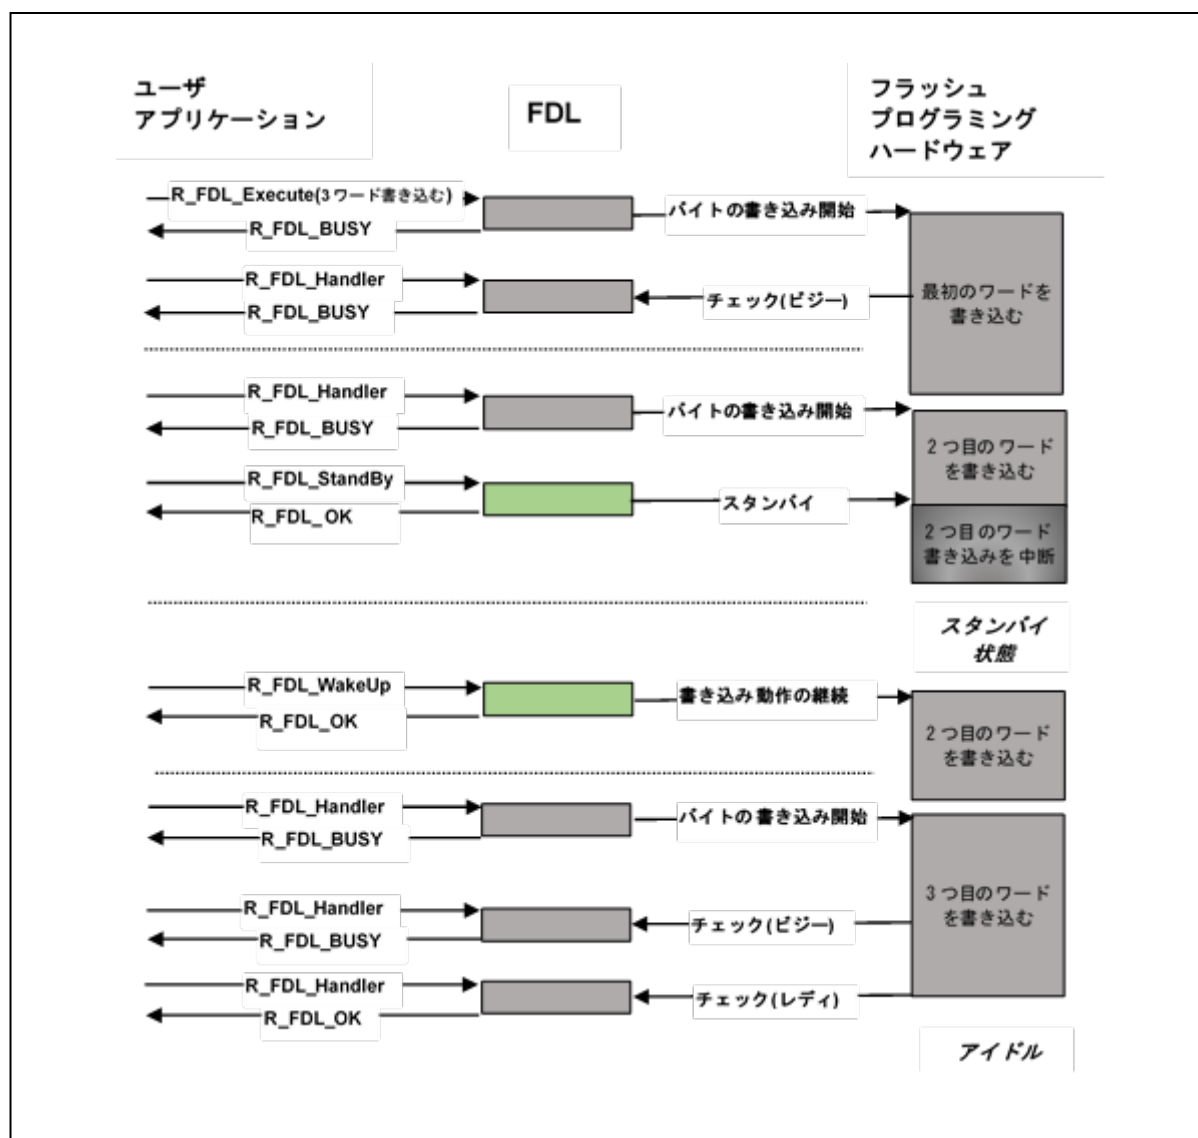 ユーザ
アプリケーション
FDL
フラッシュ
プログラミング
ハードウェア
R_FDL_Execute(3ワード書き込む)
バイトの書き込み開始
R_FDL_BUSY
R_FDL_Handler
チェック(ビジー)
R_FDL_BUSY
最初のワードを
書き込む
R_FDL_Handler
バイトの書き込み開始
R_FDL_BUSY
2つ目のワード
を書き込む
R_FDL_StandBy
スタンバイ
R_FDL_OK
2つ目のワード
書き込みを中断
スタンバイ
状態
R_FDL_WakeUp
書き込み動作の継続
R_FDL_OK
2つ目のワード
を書き込む
R_FDL_Handler
バイトの書き込み開始
R_FDL_BUSY
3つ目のワード
を書き込む
R_FDL_Handler
チェック(ビジー)
R_FDL_BUSY
R_FDL_Handler
チェック(レディ)
R_FDL_OK
アイドル